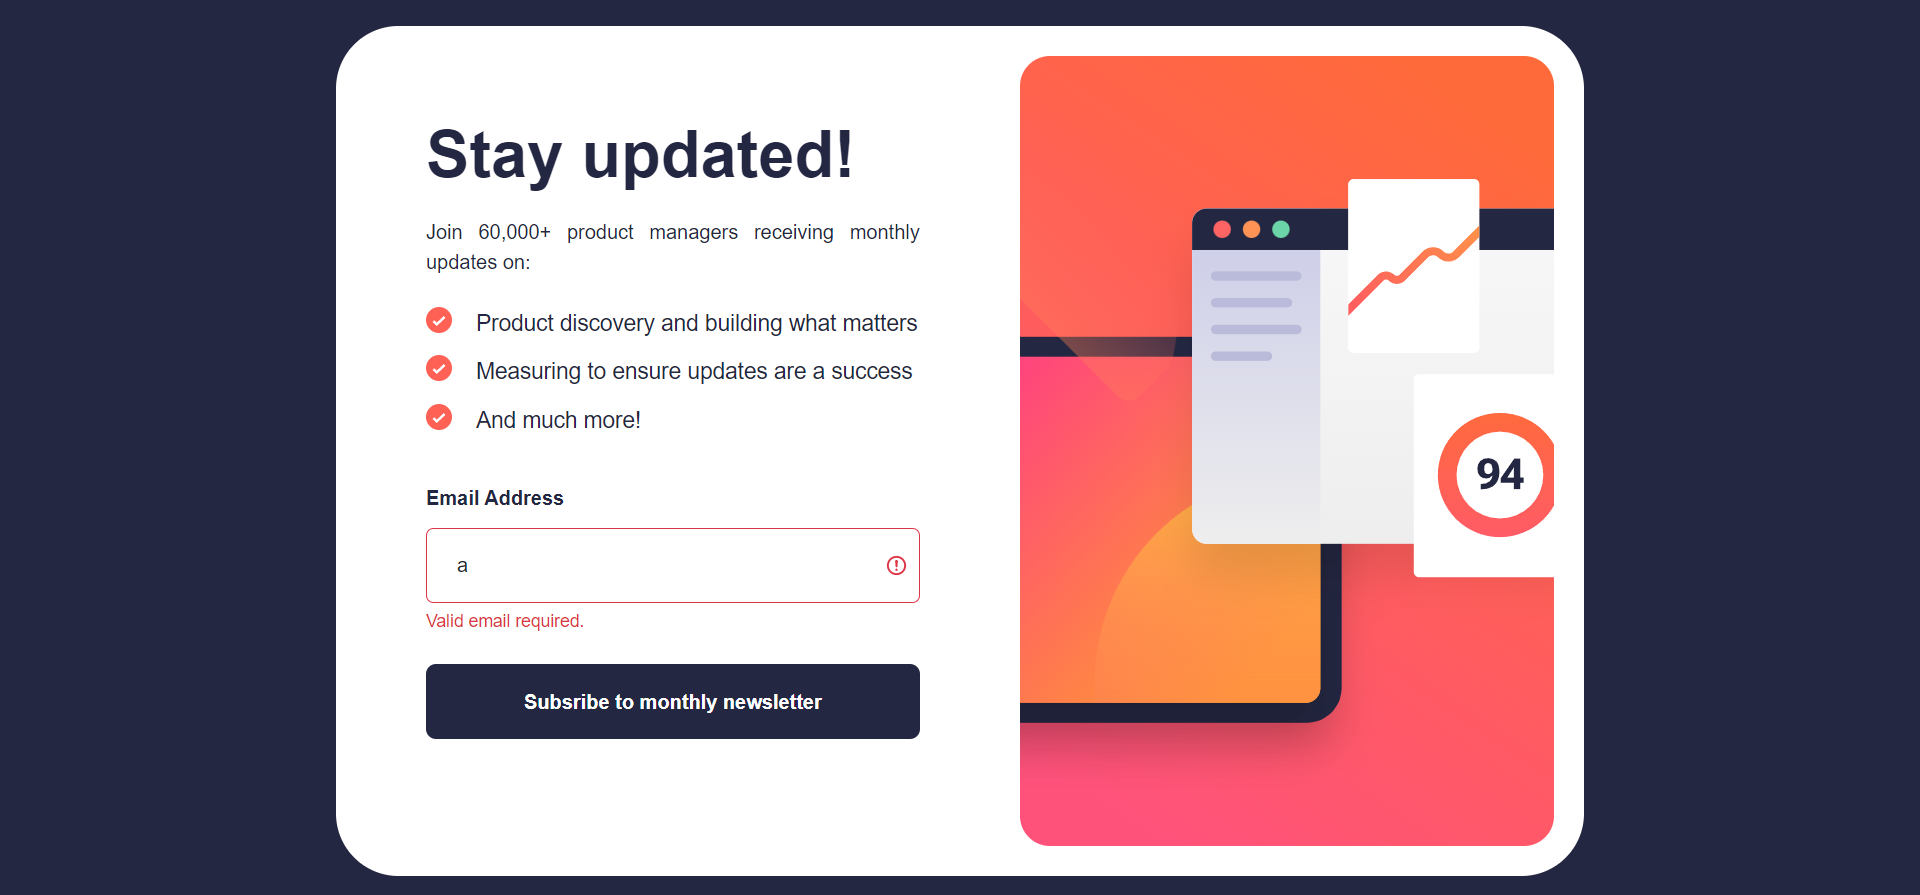 Stay updated!
Join 60,000+ product managers receiving monthly
updates on:
Product discovery and building what matters
Measuring to ensure updates are a success
And much more!
Email Address
a
Valid email required.
Subsribe to monthly newsletter
94